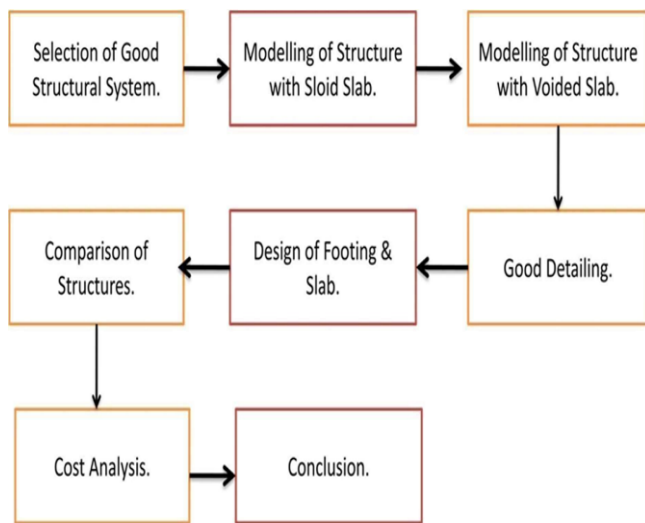 Selection of Good
Structural System.
Modelling of Structure
with Sloid Slab.
Modelling of Structure
with Voided Slab.
Good Detailing.
Design of Footing &
Slab.
Comparison of
Structures.
Cost Analysis.
Conclusion.